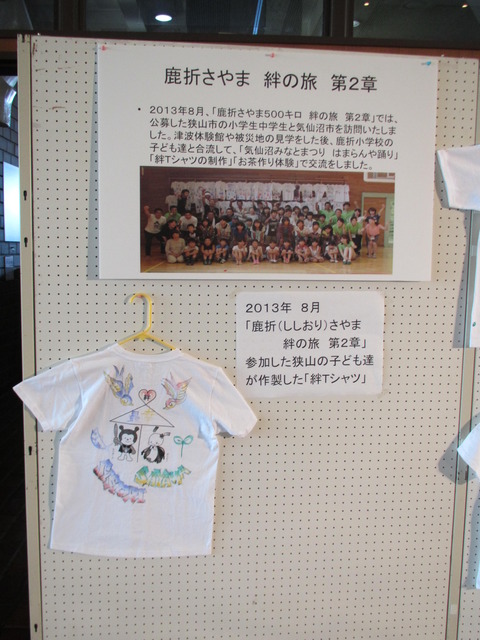 鹿折さやま 絆の旅 第2章
• 2013年8月、「鹿折さやま500キロ 絆の旅 第2章」では、
公募した狭山市の小学生中学生と気仙沼市を訪問いたしま
した。津波体験館や被災地の見学をした後、鹿折小学校の
子ども達と合流して、「気仙沼みなとまつり はまらんや踊り」
「絆Tシャツの制作」「お茶作り体験」で交流をしました。
2013年 8月
「鹿折(ししおり)さやま
絆の旅 第2章」
参加した狭山の子ども達
が作製した「絆Tシャツ」
絆